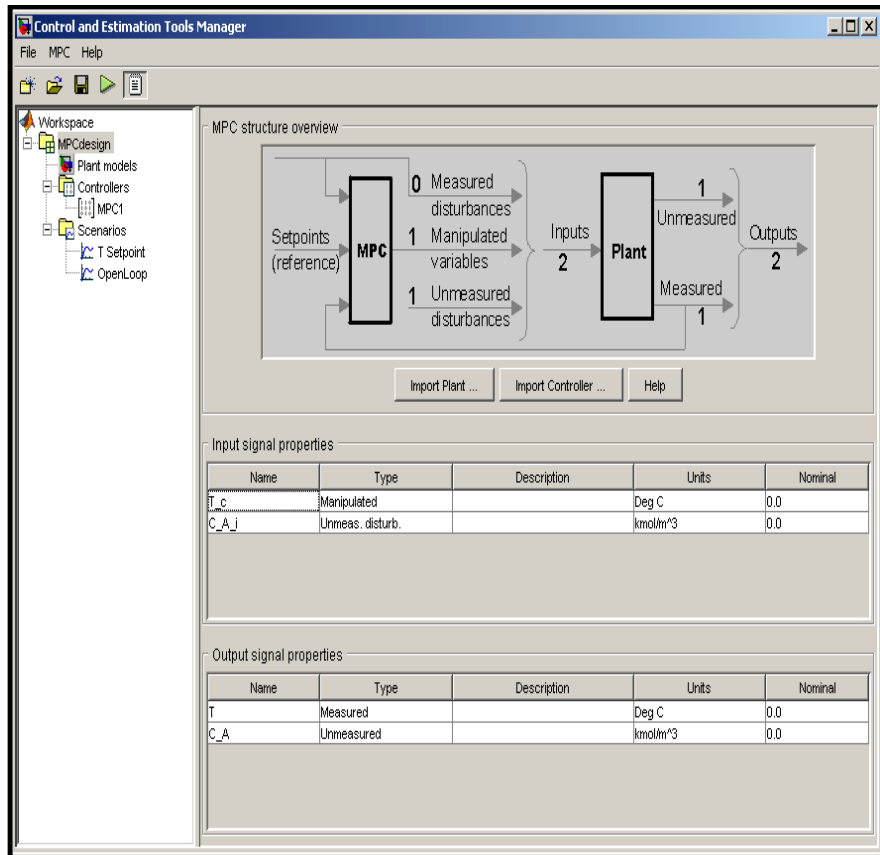 Control and Estimation Tools Manager
File MPC Help
Workspace
MPCdesign
Plant models
Controllers
MPC1
Scenarios
T Setpoint
OpenLoop
MPC structure overview
Setpoints
(reference)
MPC
0 Measured
disturbances
1 Manipulated
variables
1 Unmeasured
disturbances
Inputs
2
Plant
1
Unmeasured
Measured
1
Outputs
2
Import Plant ... Import Controller ... Help
Input signal properties
Name Type Description Units Nominal
T_c Manipulated Deg C 0.0
C_A_i Unmeas. disturb. kmol/m^3 0.0
Output signal properties
Name Type Description Units Nominal
T Measured Deg C 0.0
C_A Unmeasured kmol/m^3 0.0